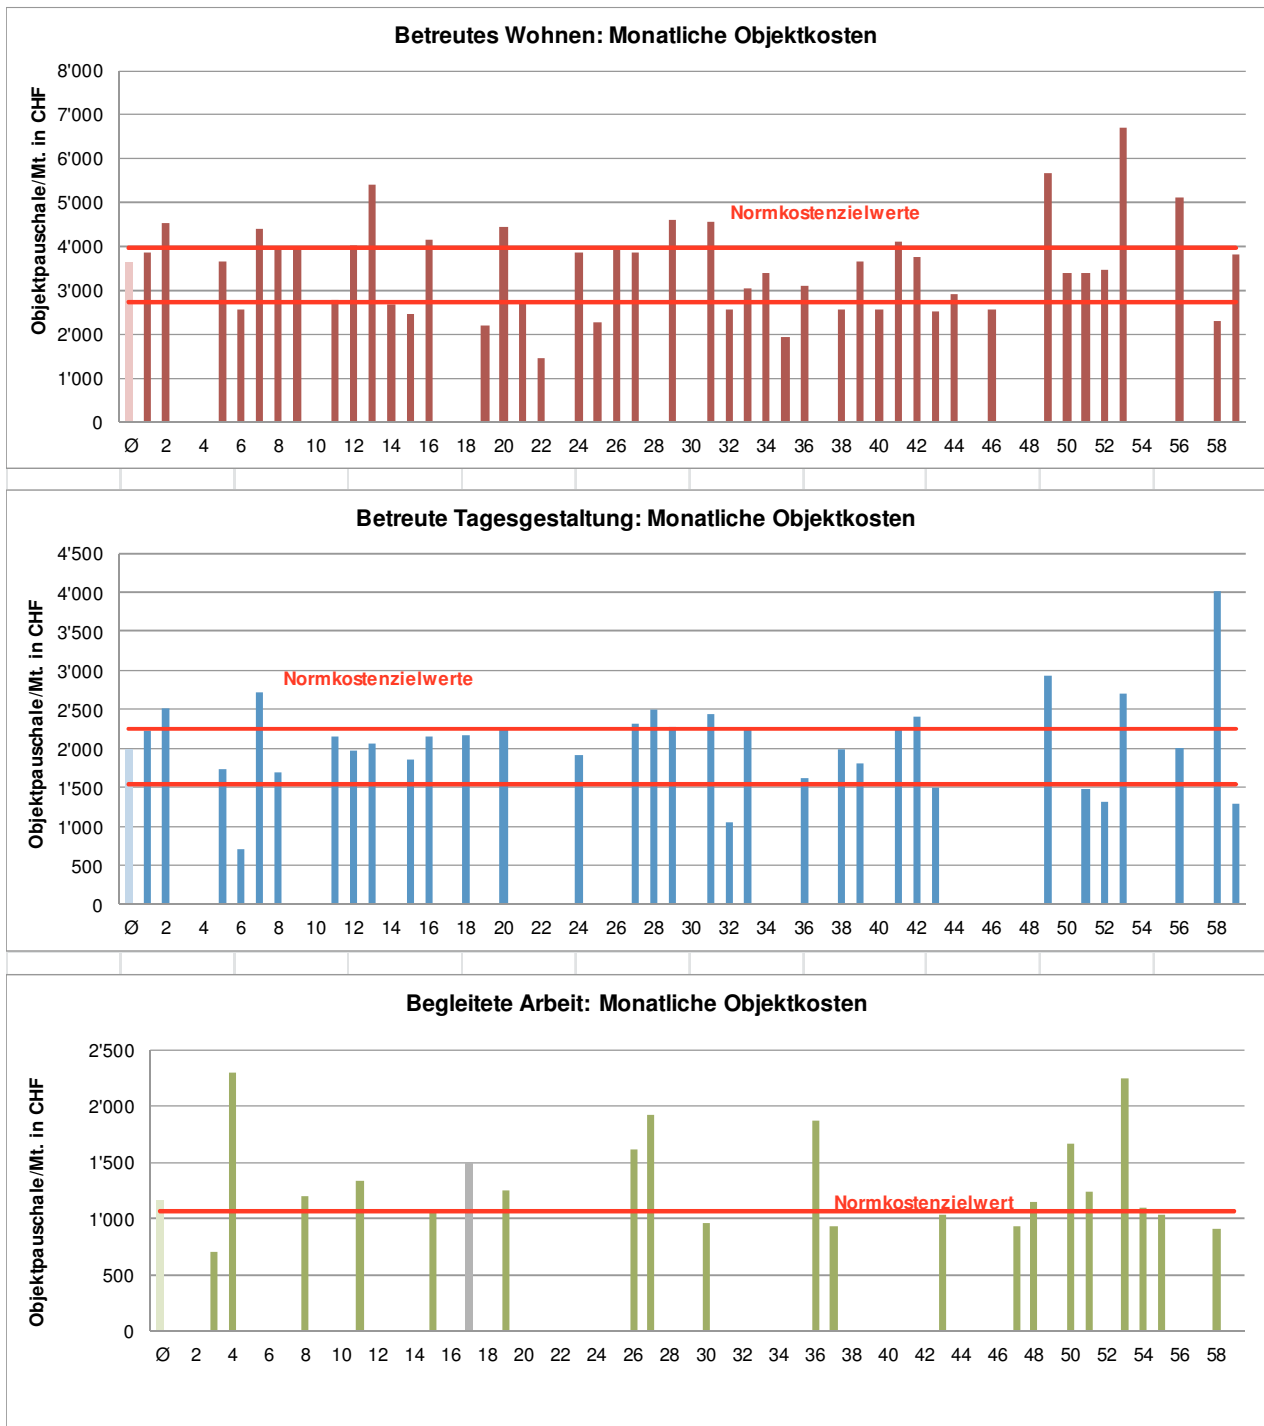 Betreutes Wohnen: Monatliche Objektkosten
Objektpauschale/Mt. in CHF
8'000
7'000
6'000
5'000
4'000
3'000
2'000
1'000
0
Normkostenzielwerte
Ø 2 4 6 8 10 12 14 16 18 20 22 24 26 28 30 32 34 36 38 40 42 44 46 48 50 52 54 56 58
Betreute Tagesgestaltung: Monatliche Objektkosten
Objektpauschale/Mt. in CHF
4'500
4'000
3'500
3'000
2'500
2'000
1'500
1'000
500
0
Normkostenzielwerte
Ø 2 4 6 8 10 12 14 16 18 20 22 24 26 28 30 32 34 36 38 40 42 44 46 48 50 52 54 56 58
Begleitete Arbeit: Monatliche Objektkosten
Objektpauschale/Mt. in CHF
2'500
2'000
1'500
1'000
500
0
Normkostenzielwert
Ø 2 4 6 8 10 12 14 16 18 20 22 24 26 28 30 32 34 36 38 40 42 44 46 48 50 52 54 56 58